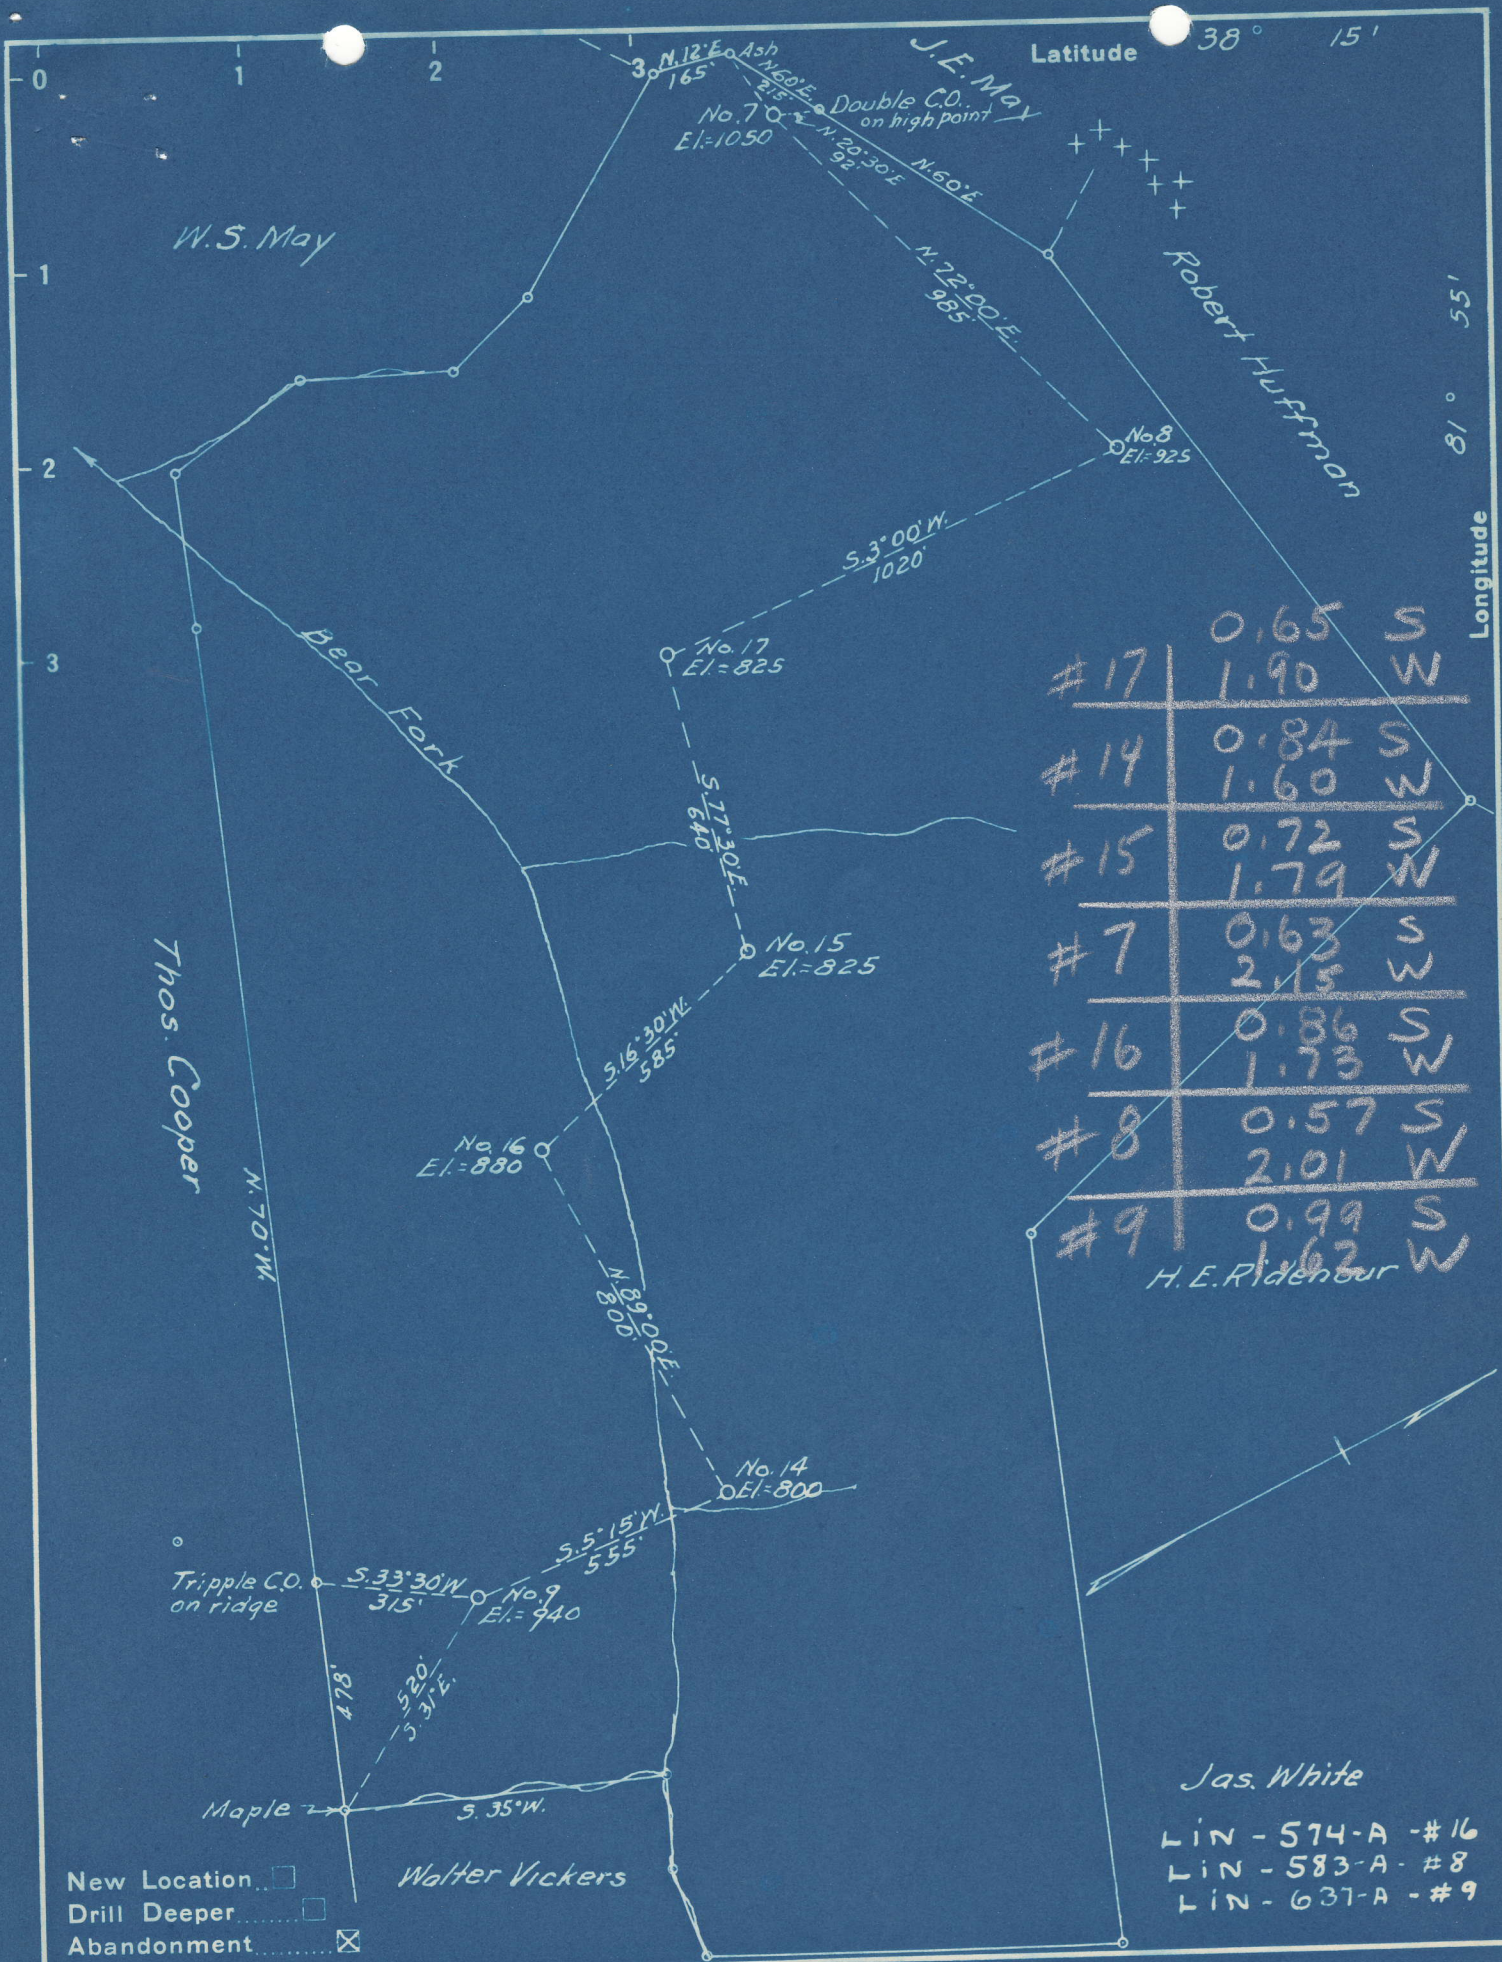 Latitude 38° 15'
0 1 2 3
1
2
3
Longitude 81° 55'
N.12°E.
165'
Ash
N.60°E.
215'
J.E. May
Double C.O.
on high point
No.7
El.=1050
N.20°30'E
92'
N.60°E
W.S. May
Robert Huffman
N.22°00'E.
985'
No.8
El=925
S.3°00'W.
1020'
No.17
El.=825
Bear Fork
S.77°30'E.
640'
#17 0.65 S
1.90 W
#14 0.84 S
1.60 W
#15 0.72 S
1.79 W
#7 0.63 S
2.15 W
#16 0.86 S
1.73 W
#8 0.57 S
2.01 W
#9 0.99 S
1.62 W
No.15
El.=825
Thos. Cooper
S.16°30'W.
585'
No.16
El.=880
N.70°W.
N.89°00'E.
800'
H.E. Ridenour
No.14
El=800
S.5°15'W.
555'
Tripple C.O.
on ridge
S.33°30'W
315'
No.9
El.=940
478'
520'
S.31°E.
Maple
S.35°W.
Jas. White
LIN - 574-A - #16
LIN - 583-A - #8
LIN - 637-A - #9
Walter Vickers
New Location..
Drill Deeper........
Abandonment..........